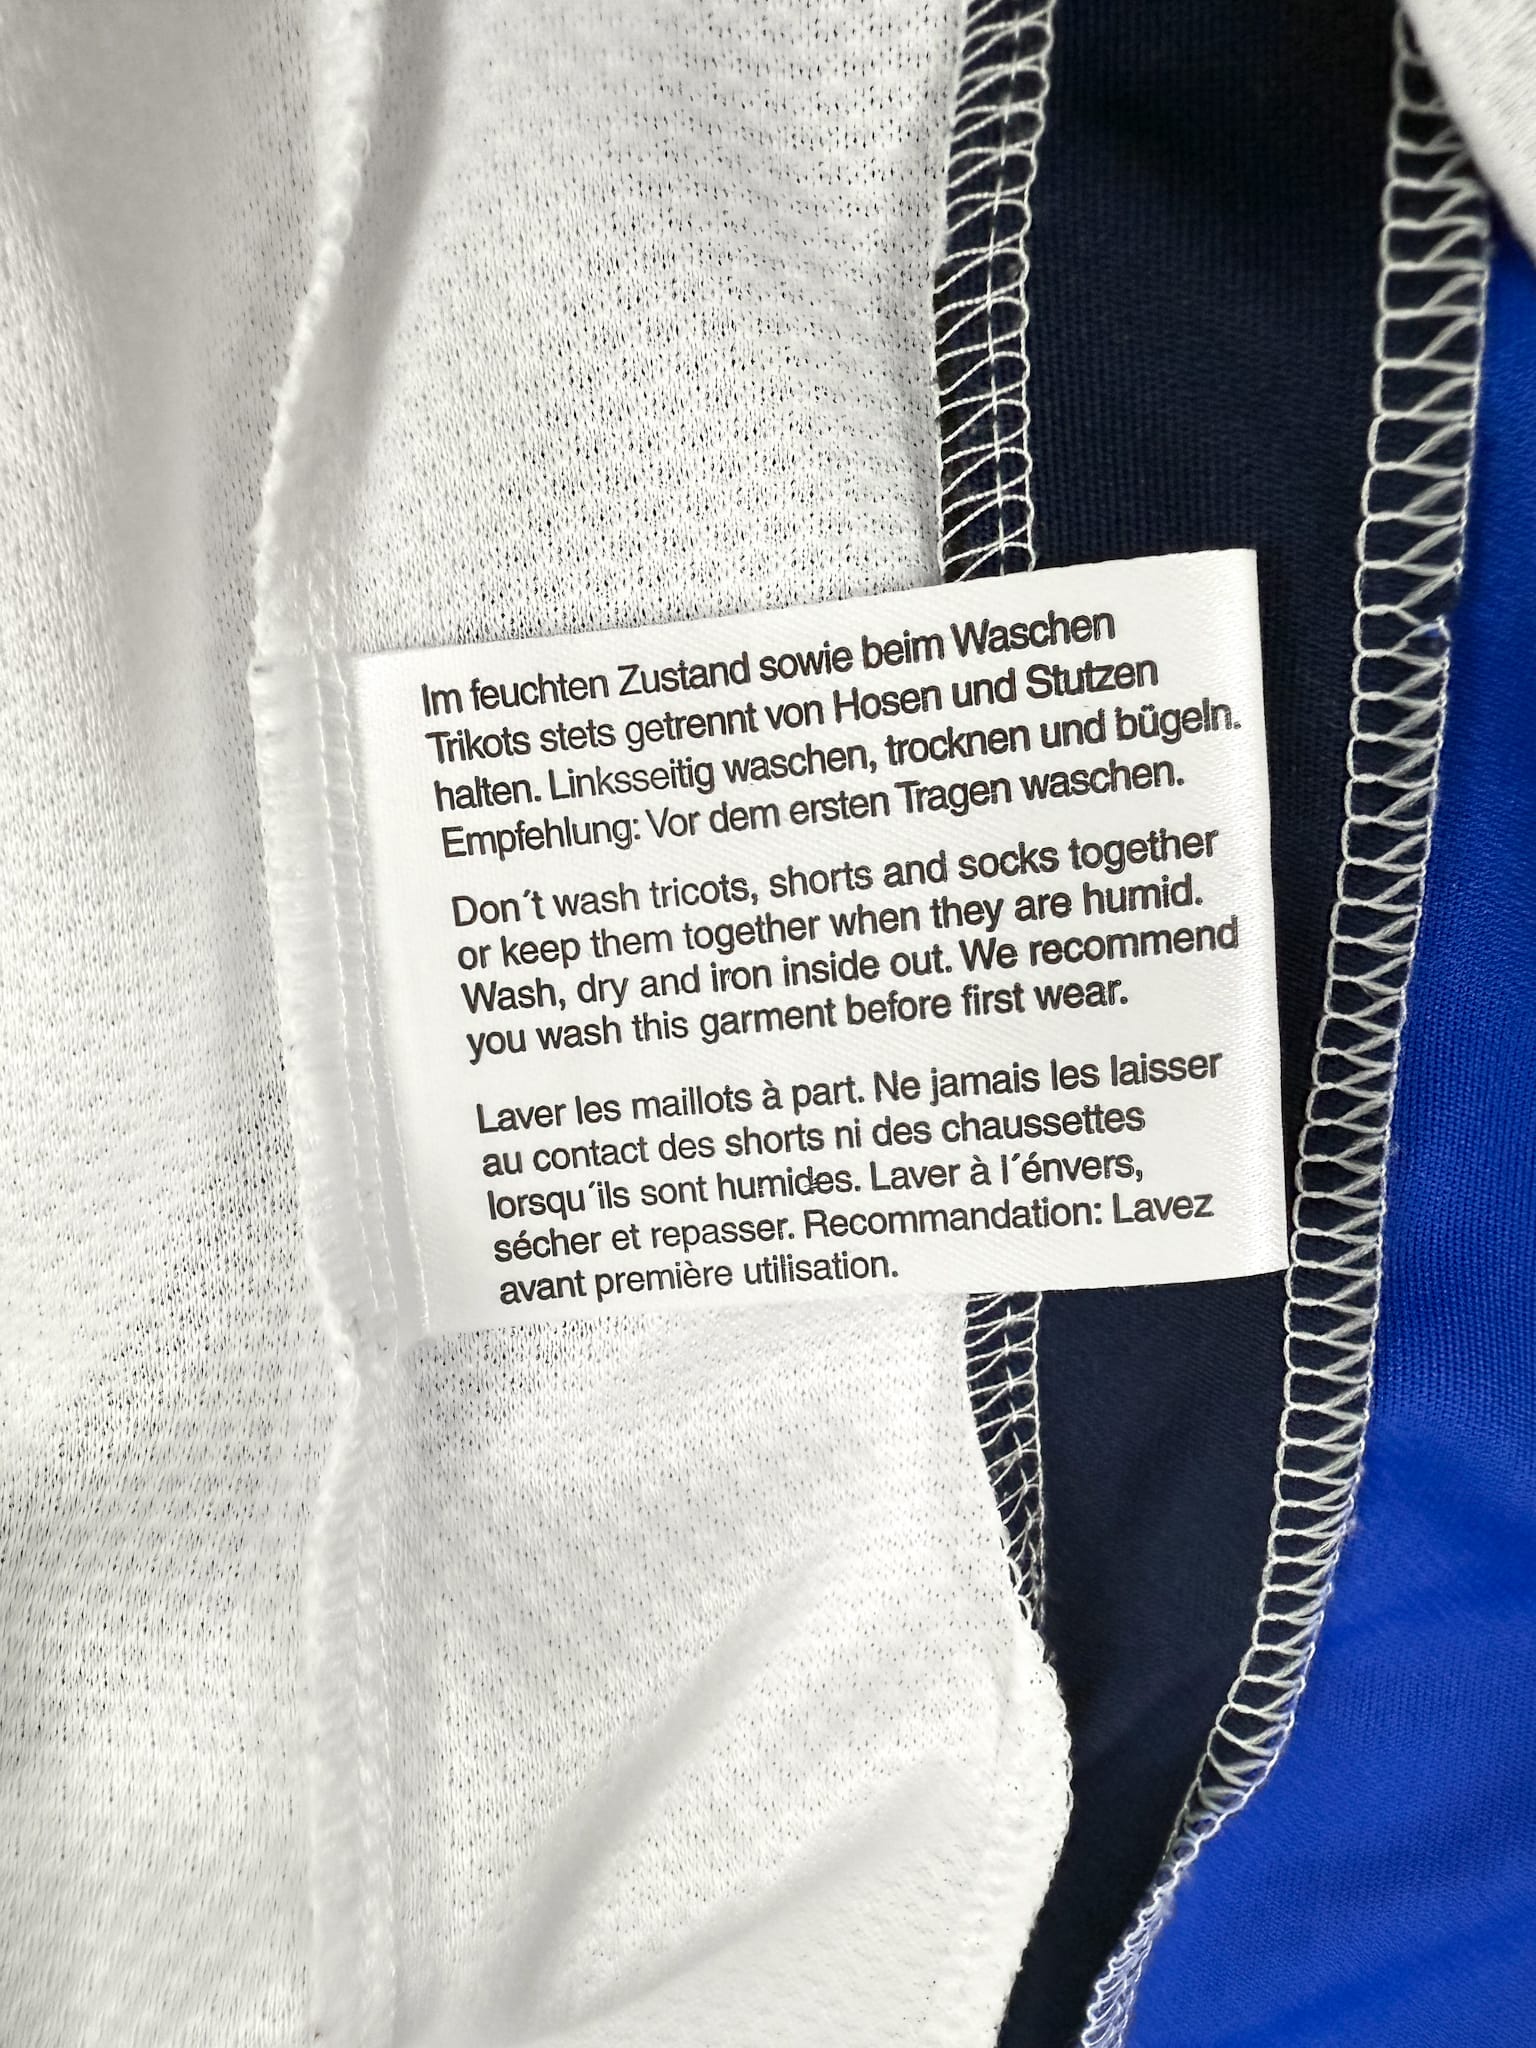 Im feuchten Zustand sowie beim Waschen
Trikots stets getrennt von Hosen und Stutzen
halten. Linksseitig waschen, trocknen und bügeln.
Empfehlung: Vor dem ersten Tragen waschen.
Don´t wash tricots, shorts and socks together
or keep them together when they are humid.
Wash, dry and iron inside out. We recommend
you wash this garment before first wear.
Laver les maillots à part. Ne jamais les laisser
au contact des shorts ni des chaussettes
lorsqu´ils sont humides. Laver à l´énvers,
sécher et repasser. Recommandation: Lavez
avant première utilisation.